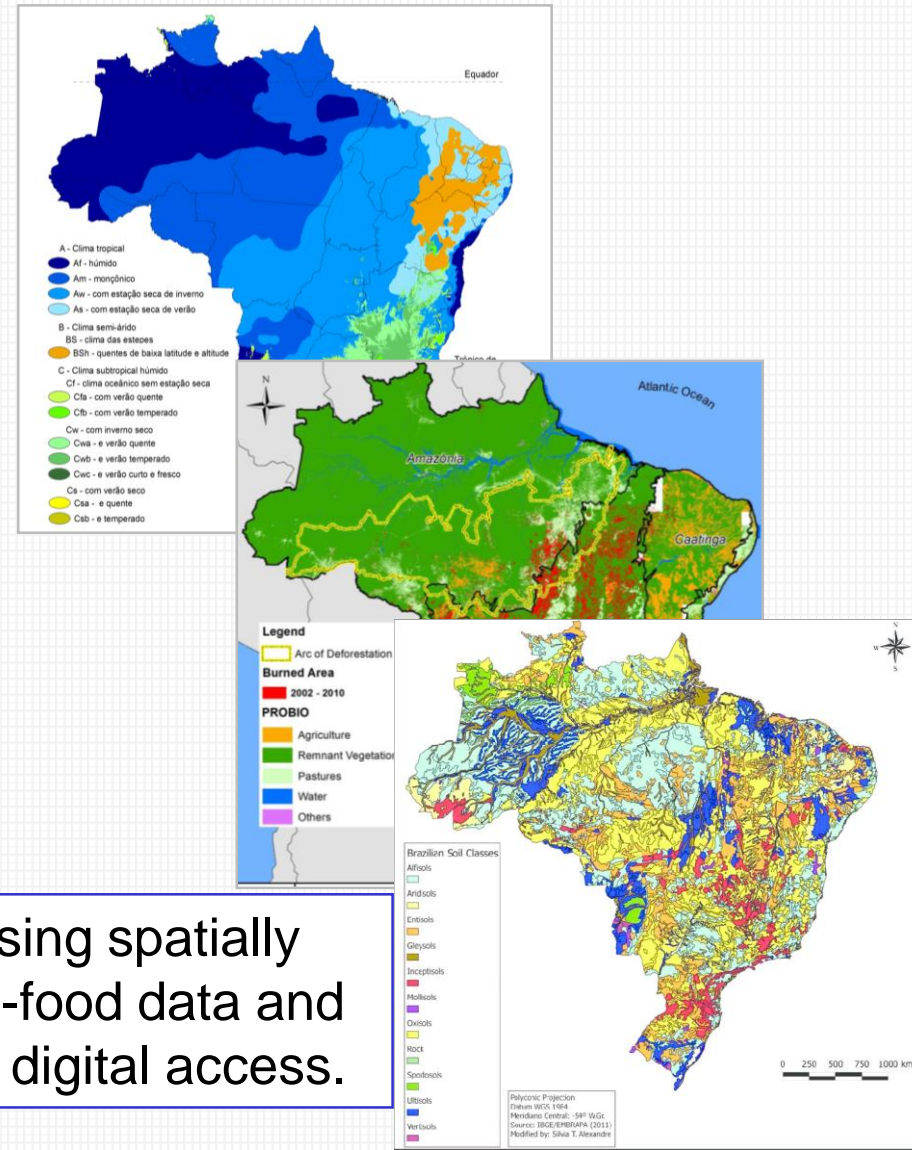 Equador
A - Clima tropical
Af - húmido
Am - monçônico
Aw - com estação seca de inverno
As - com estação seca de verão
B - Clima semi-árido
BS - clima das estepes
BSh - quentes de baixa latitude e altitude
C - Clima subtropical húmido
Cf - clima oceânico sem estação seca
Cfa - com verão quente
Cfb - com verão temperado
Cw - com inverno seco
Cwa - e verão quente
Cwb - e verão temperado
Cwc - e verão curto e fresco
Cs - com verão seco
Csa - e quente
Csb - e temperado
N
Atlantic Ocean
Amazônia
Caatinga
Legend
Arc of Deforestation
Burned Area
2002 - 2010
PROBIO
Agriculture
Remnant Vegetation
Pastures
Water
Others
N
W
S
Brazilian Soil Classes
Alfisols
Aridisols
Entisols
Gleysols
Inceptisols
Mollisols
Oxisols
Rock
Spodosols
Ultisols
Vertisols
0 250 500 750 1000 km
Polyconic Projection
Datum WGS 1984
Meridiano Central: -54º W.Gr.
Source: IBGE/EMBRAPA (2011)
Modified by: Silvia T. Alexandre
sing spatially
-food data and
digital access.